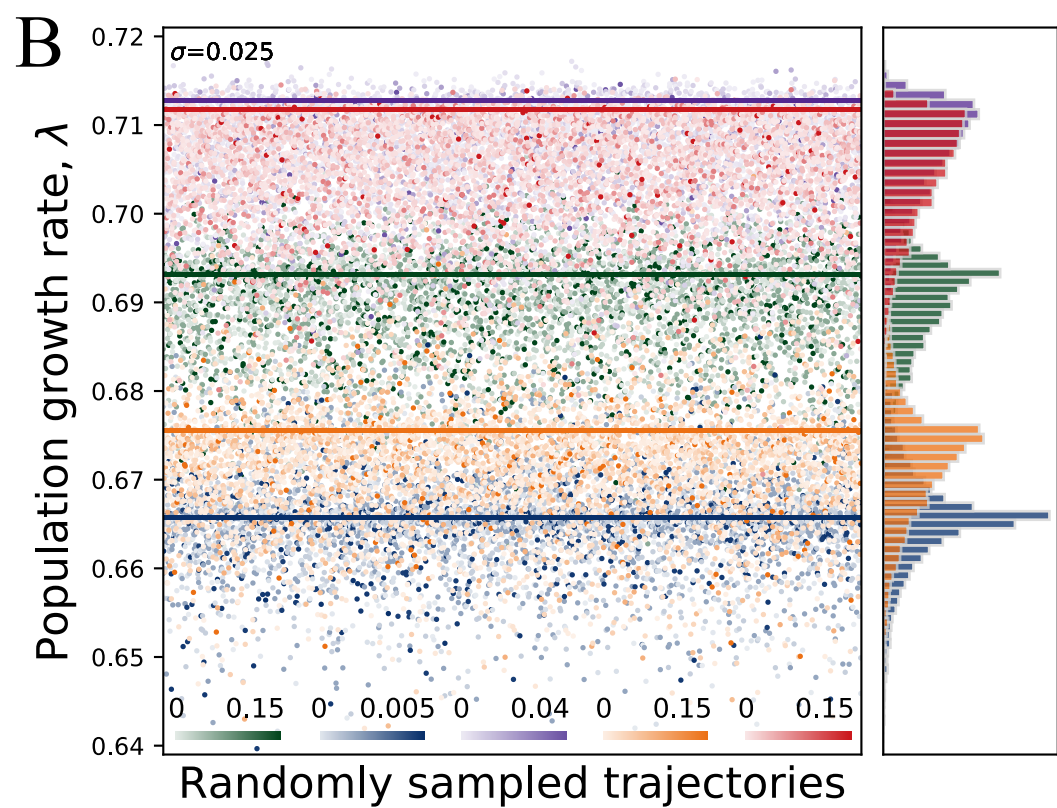 B
σ=0.025
Population growth rate, λ
0.72
0.71
0.70
0.69
0.68
0.67
0.66
0.65
0.64
0 0.15 0 0.005 0 0.04 0 0.15 0 0.15
Randomly sampled trajectories